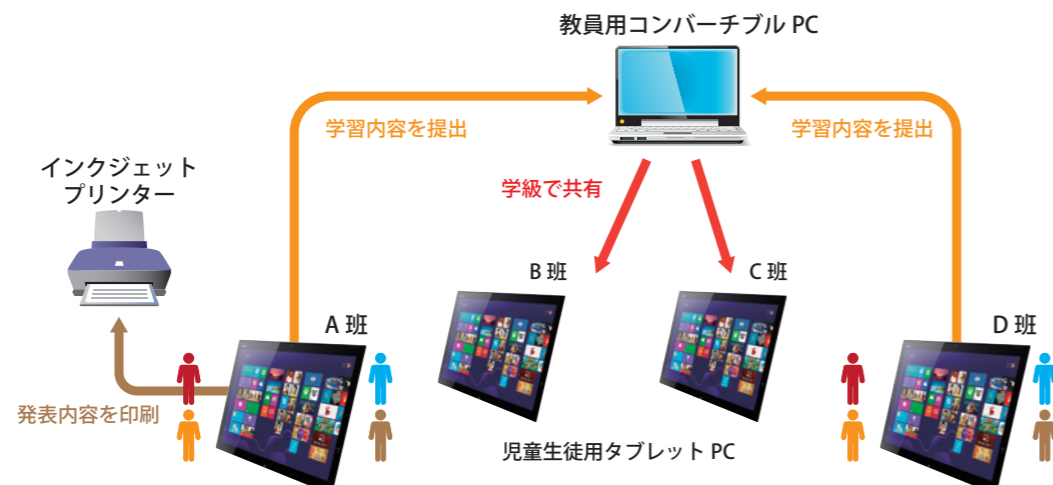 教員用コンバーチブル PC
学習内容を提出
学習内容を提出
インクジェット
プリンター
学級で共有
B 班
C 班
A 班
D 班
発表内容を印刷
児童生徒用タブレット PC